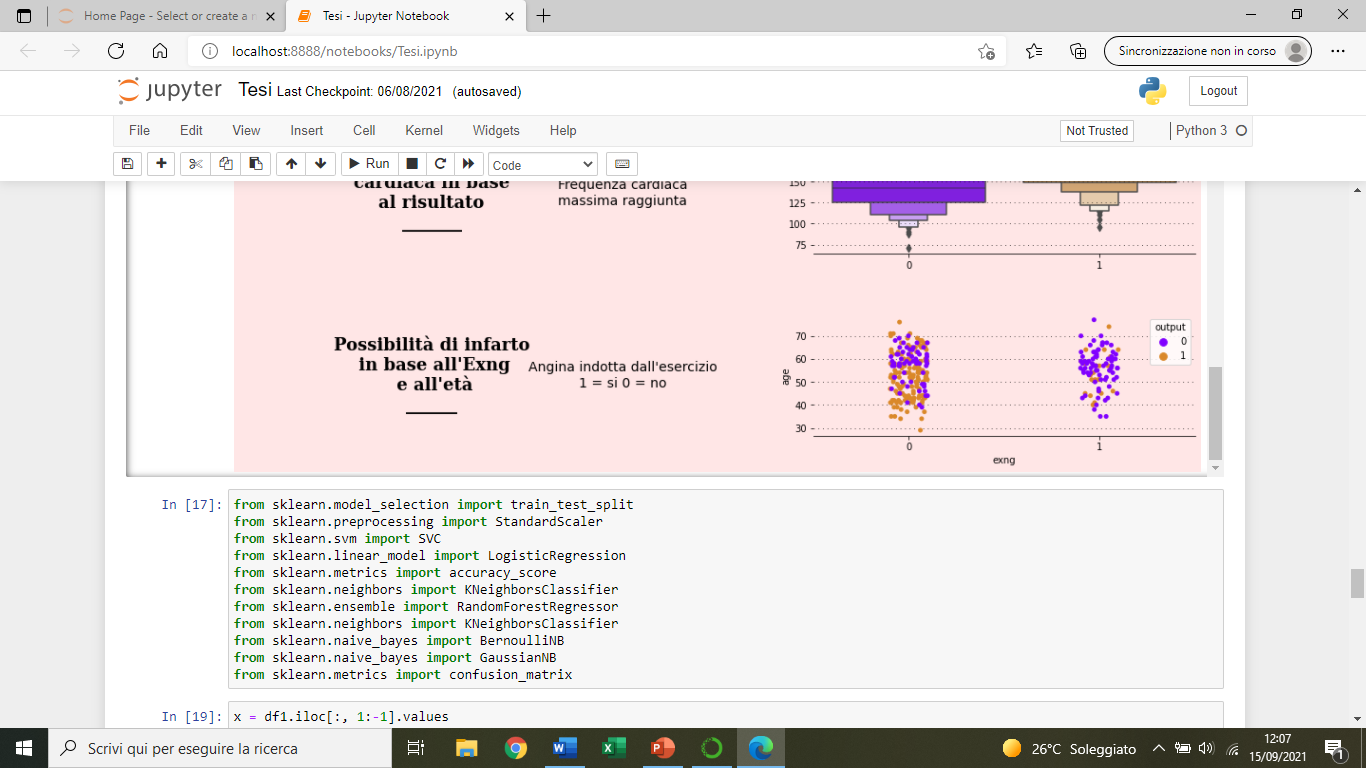 Home Page - Select or create a n
Tesi - Jupyter Notebook
localhost:8888/notebooks/Tesi.ipynb
Sincronizzazione non in corso
jupyter Tesi Last Checkpoint: 06/08/2021 (autosaved)
Logout
File Edit View Insert Cell Kernel Widgets Help
Not Trusted
Python 3
Run
Code
cardiaca in base
al risultato
Frequenza cardiaca
massima raggiunta
150
125
100
75
0 1
Possibilità di infarto
in base all'Exng
e all'età
Angina indotta dall'esercizio
1 = si 0 = no
age
70
60
50
40
30
0 1
exng
output
0
1
In [17]:
from sklearn.model_selection import train_test_split
from sklearn.preprocessing import StandardScaler
from sklearn.svm import SVC
from sklearn.linear_model import LogisticRegression
from sklearn.metrics import accuracy_score
from sklearn.neighbors import KNeighborsClassifier
from sklearn.ensemble import RandomForestRegressor
from sklearn.neighbors import KNeighborsClassifier
from sklearn.naive_bayes import BernoulliNB
from sklearn.naive_bayes import GaussianNB
from sklearn.metrics import confusion_matrix
In [19]:
x = df1.iloc[:, 1:-1].values
Scrivi qui per eseguire la ricerca
26°C Soleggiato
12:07
15/09/2021
1